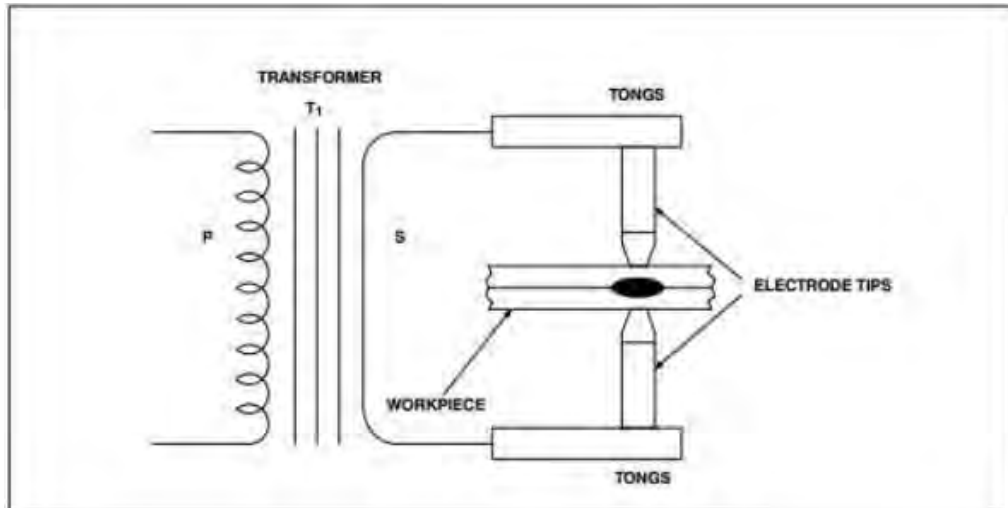 TRANSFORMER
T1
TONGS
P
S
ELECTRODE TIPS
WORKPIECE
TONGS